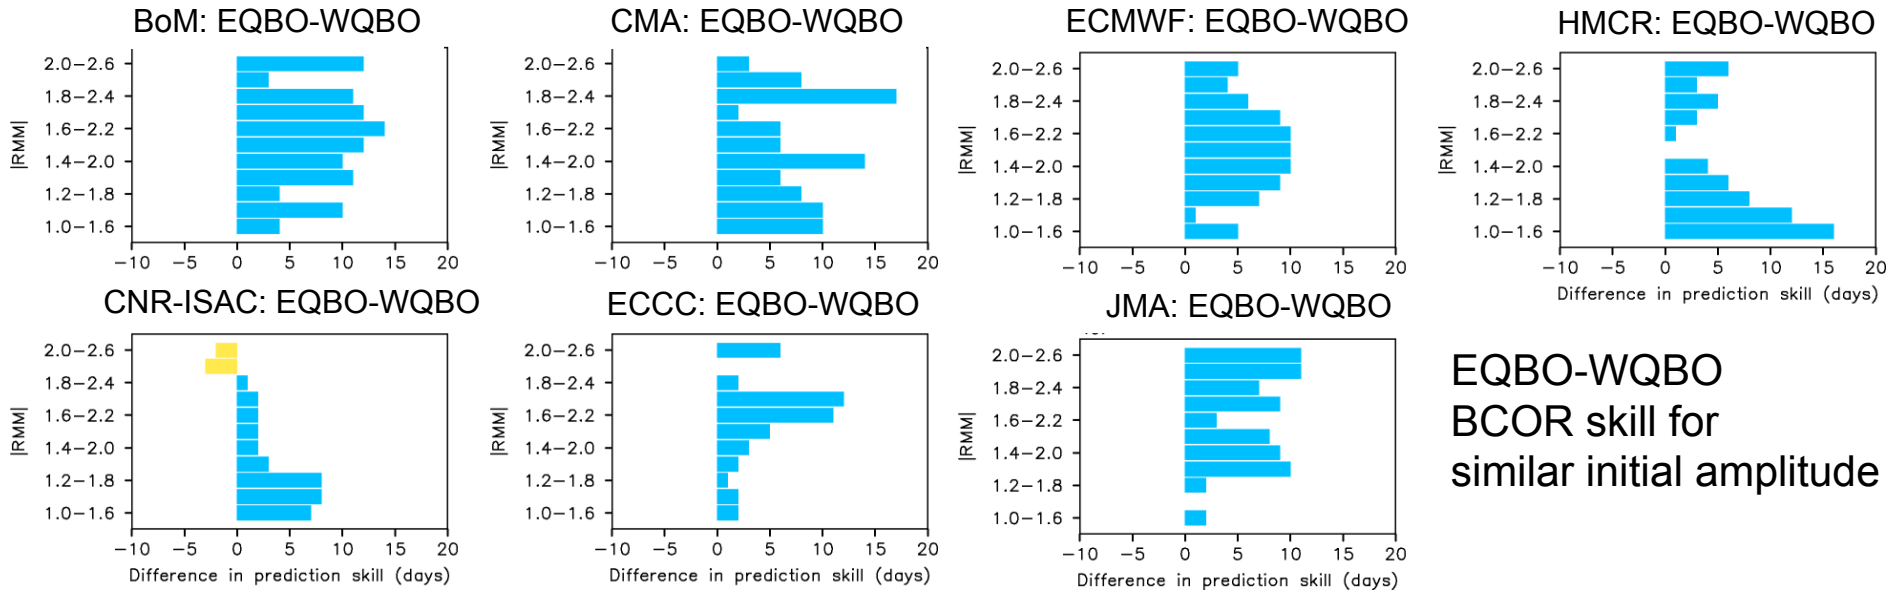 BoM: EQBO-WQBO
|RMM|
2.0-2.6
1.8-2.4
1.6-2.2
1.4-2.0
1.2-1.8
1.0-1.6
-10 -5 0 5 10 15 20
CMA: EQBO-WQBO
|RMM|
2.0-2.6
1.8-2.4
1.6-2.2
1.4-2.0
1.2-1.8
1.0-1.6
-10 -5 0 5 10 15 20
ECMWF: EQBO-WQBO
|RMM|
2.0-2.6
1.8-2.4
1.6-2.2
1.4-2.0
1.2-1.8
1.0-1.6
-10 -5 0 5 10 15 20
HMCR: EQBO-WQBO
|RMM|
2.0-2.6
1.8-2.4
1.6-2.2
1.4-2.0
1.2-1.8
1.0-1.6
-10 -5 0 5 10 15 20
Difference in prediction skill (days)
CNR-ISAC: EQBO-WQBO
|RMM|
2.0-2.6
1.8-2.4
1.6-2.2
1.4-2.0
1.2-1.8
1.0-1.6
-10 -5 0 5 10 15 20
Difference in prediction skill (days)
ECCC: EQBO-WQBO
|RMM|
2.0-2.6
1.8-2.4
1.6-2.2
1.4-2.0
1.2-1.8
1.0-1.6
-10 -5 0 5 10 15 20
Difference in prediction skill (days)
JMA: EQBO-WQBO
|RMM|
2.0-2.6
1.8-2.4
1.6-2.2
1.4-2.0
1.2-1.8
1.0-1.6
-10 -5 0 5 10 15 20
Difference in prediction skill (days)
EQBO-WQBO
BCOR skill for
similar initial amplitude